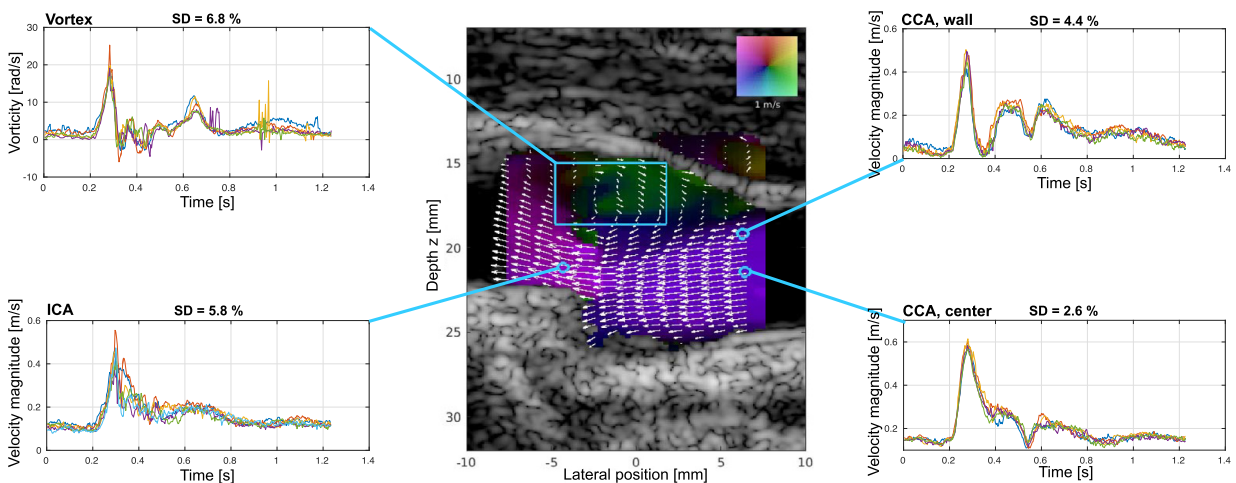 Vortex
SD = 6.8 %
30
20
10
0
-10
0 0.2 0.4 0.6 0.8 1 1.2 1.4
Vorticity [rad/s]
Time [s]
ICA
SD = 5.8 %
0.6
0.4
0.2
0
0 0.2 0.4 0.6 0.8 1 1.2 1.4
Velocity magnitude [m/s]
Time [s]
1 m/s
10
15
20
25
30
-10 -5 0 5 10
Depth z [mm]
Lateral position [mm]
CCA, wall
SD = 4.4 %
0.6
0.4
0.2
0
0 0.2 0.4 0.6 0.8 1 1.2 1.4
Velocity magnitude [m/s]
Time [s]
CCA, center
SD = 2.6 %
0.6
0.4
0.2
0 0.2 0.4 0.6 0.8 1 1.2 1.4
Velocity magnitude [m/s]
Time [s]